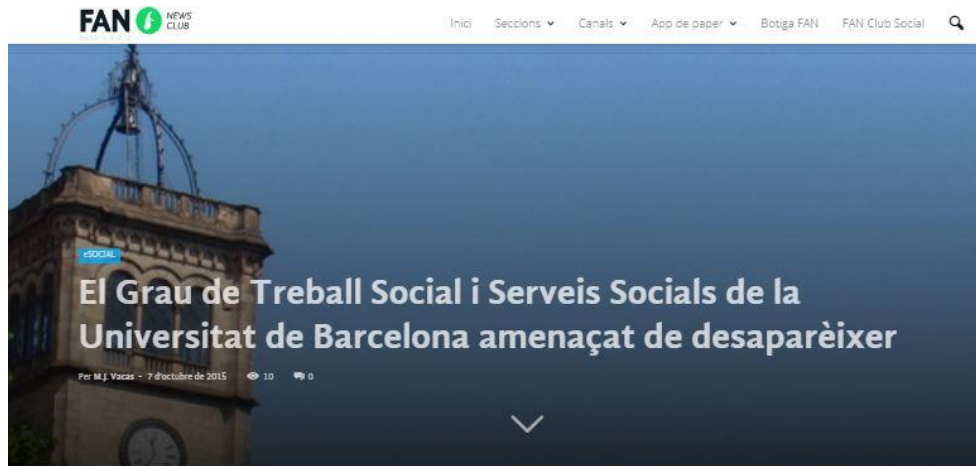 FAN NEWS CLUB
Inici Seccions Canals App de paper Botiga FAN FAN Club Social
eSOCIAL
El Grau de Treball Social i Serveis Socials de la
Universitat de Barcelona amenaçat de desaparèixer
Per M.J. Vacas - 7 d'octubre de 2015 10 0